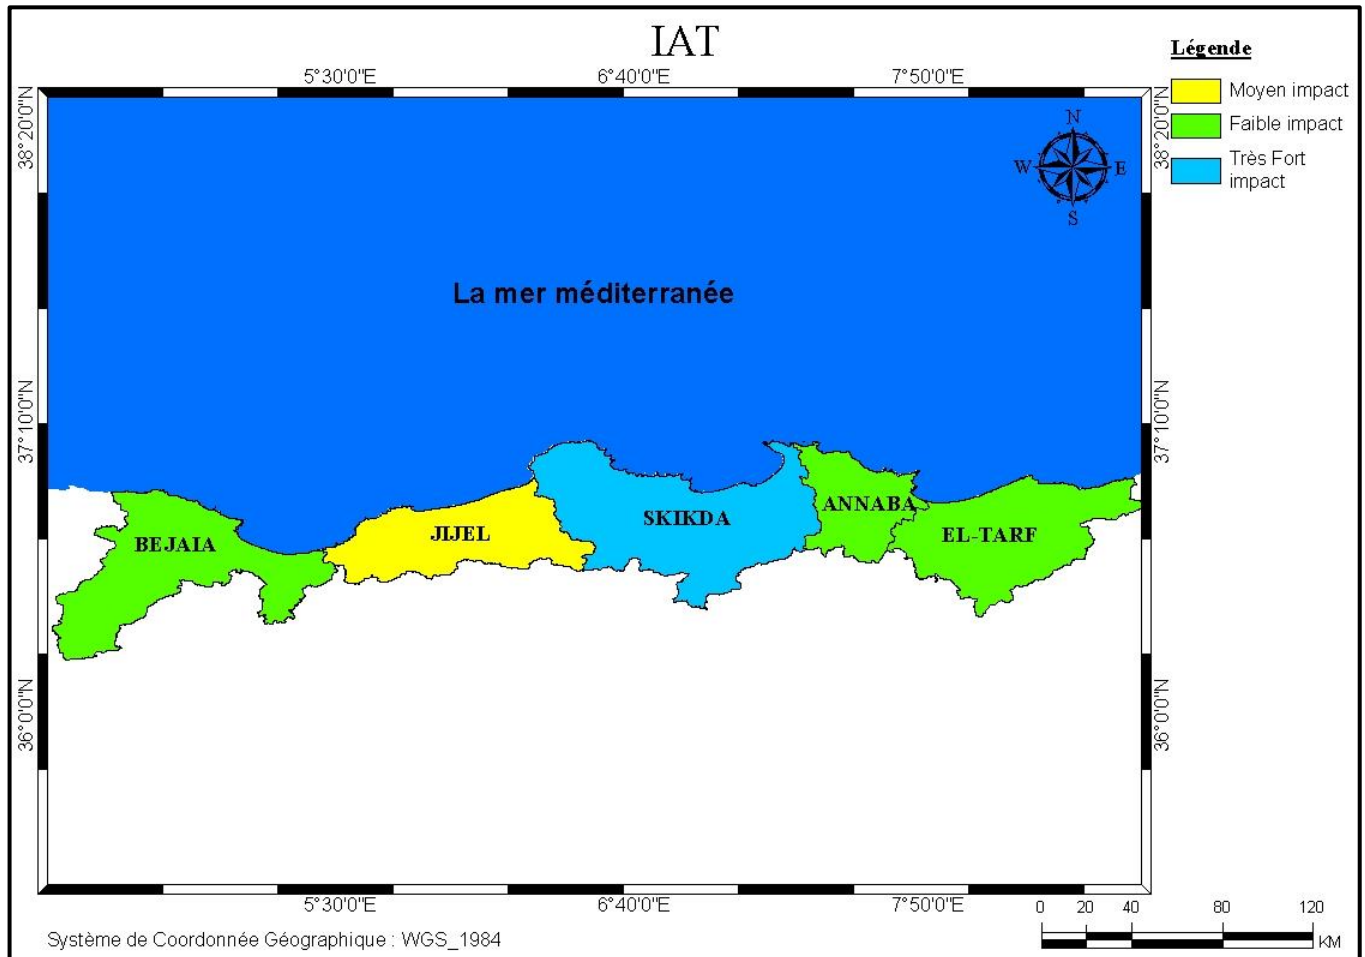 IAT
Légende
Moyen impact
Faible impact
Très Fort
impact
5°30'0"E
6°40'0"E
7°50'0"E
38°20'0"N
38°20'0"N
N
W
E
S
La mer méditerranée
37°10'0"N
37°10'0"N
BEJAIA
JIJEL
SKIKDA
ANNABA
EL-TARF
36°0'0"N
36°0'0"N
5°30'0"E
6°40'0"E
7°50'0"E
0 20 40 80 120
KM
Système de Coordonnée Géographique : WGS_1984